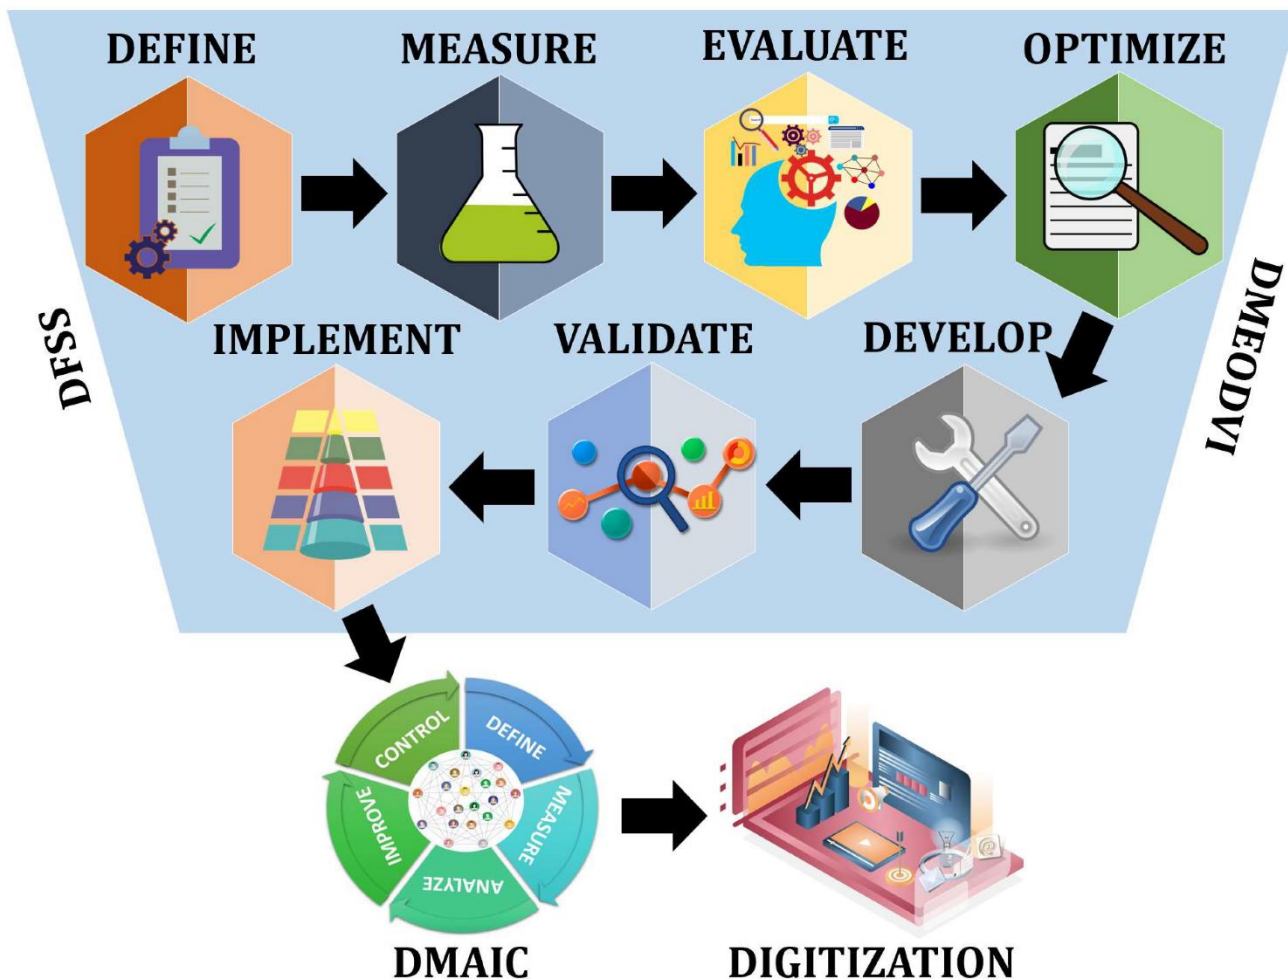 DEFINE
MEASURE
EVALUATE
OPTIMIZE
DFSS
DMEODVI
IMPLEMENT
VALIDATE
DEVELOP
CONTROL
DEFINE
MEASURE
ANALYZE
IMPROVE
DMAIC
DIGITIZATION